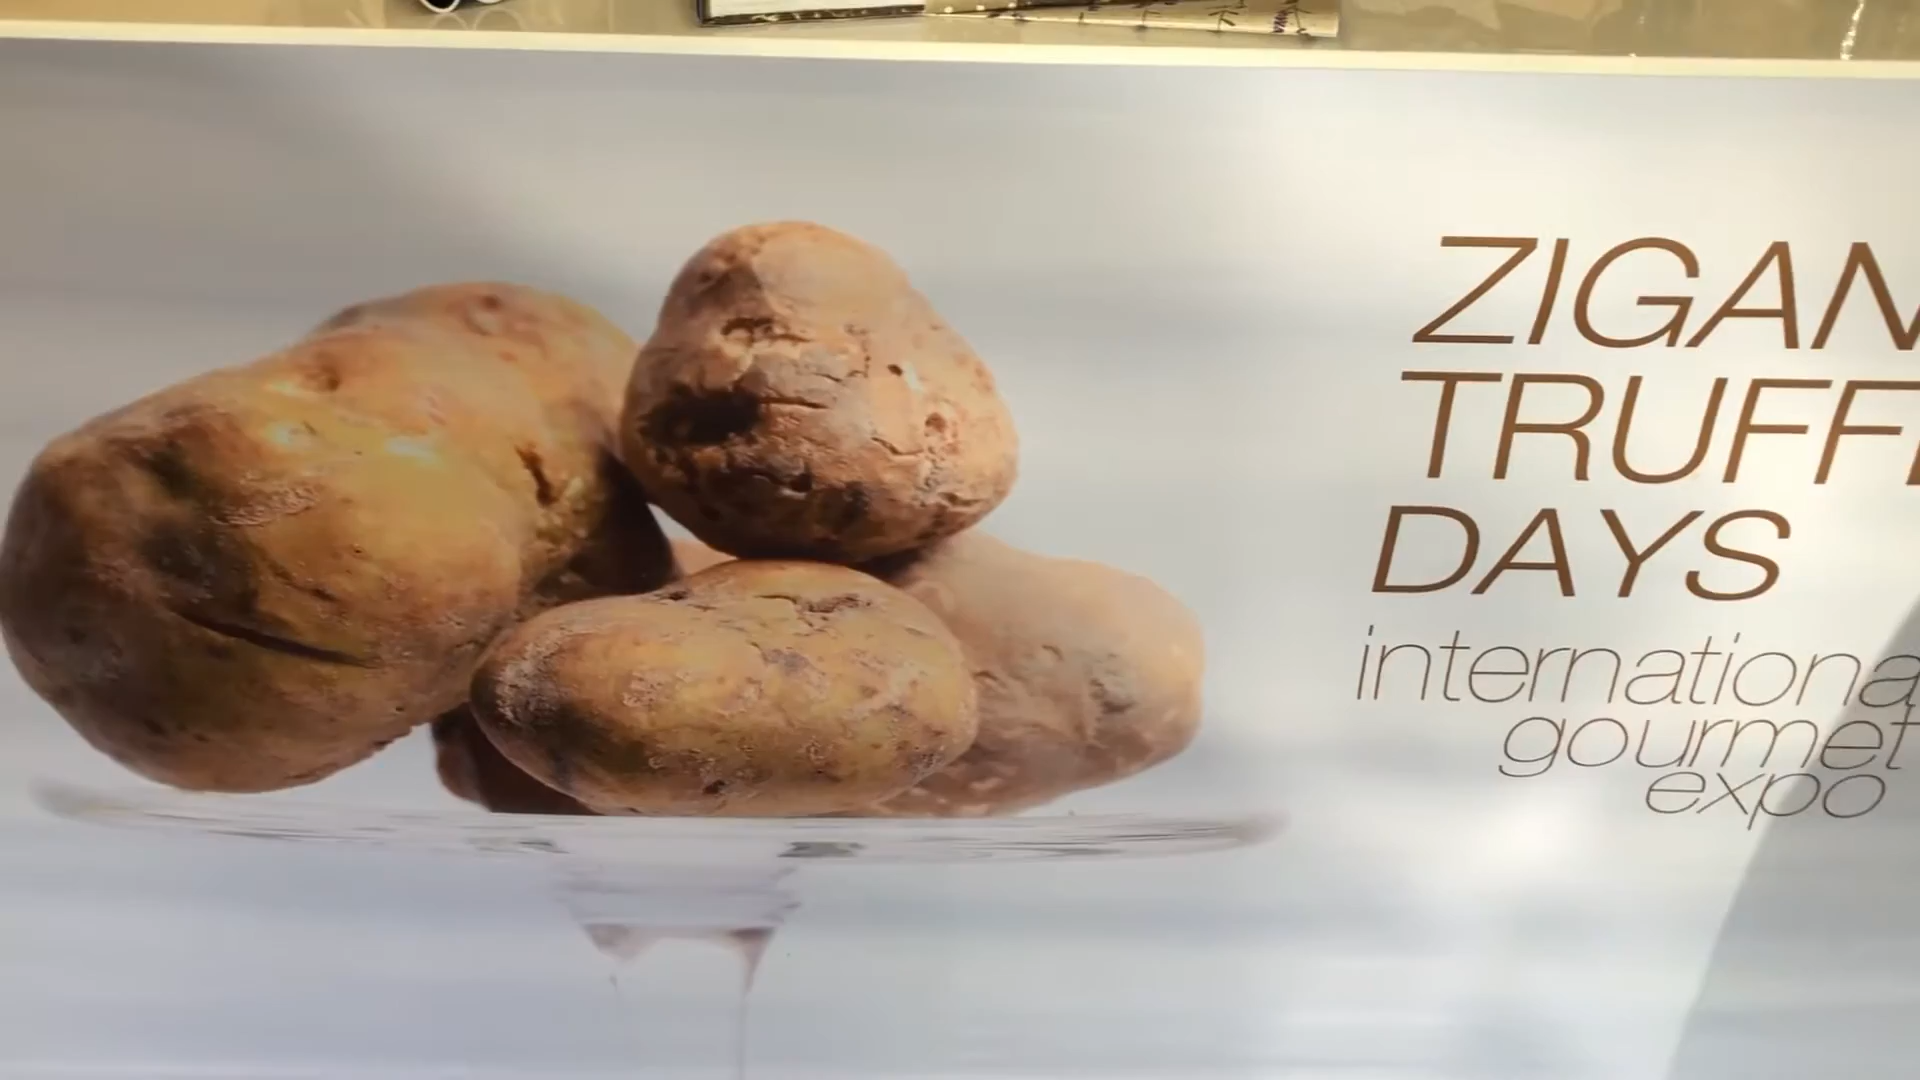 ZIGAN
TRUFF
DAYS
internationa
gourmet
expo